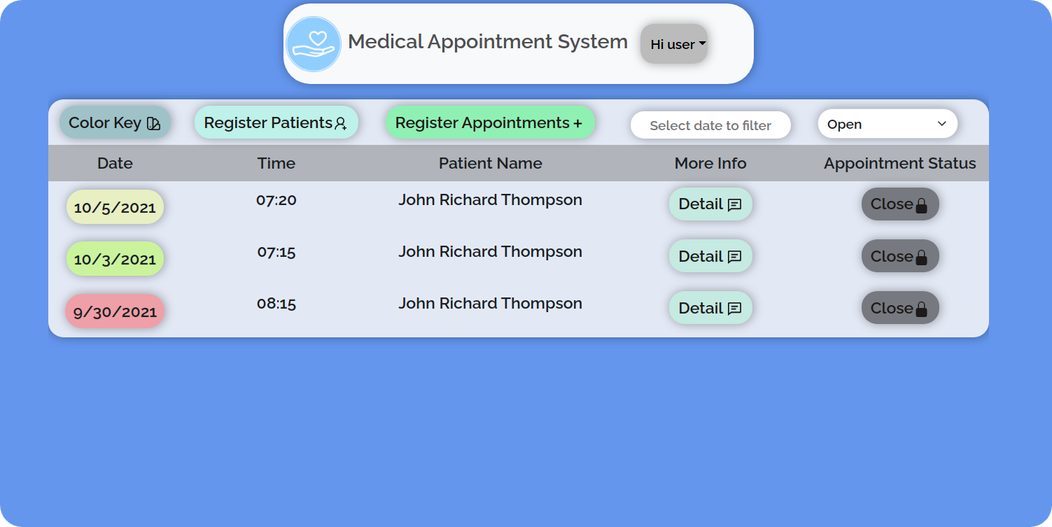 Medical Appointment System Hi user
Color Key Register Patients Register Appointments + Select date to filter Open
Date Time Patient Name More Info Appointment Status
10/5/2021 07:20 John Richard Thompson Detail Close
10/3/2021 07:15 John Richard Thompson Detail Close
9/30/2021 08:15 John Richard Thompson Detail Close